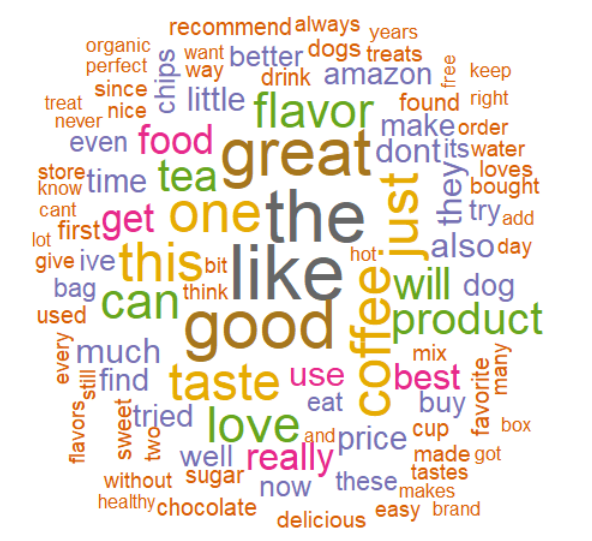 recommend always
organic years
perfect want better dogs treats
chips way drink amazon free keep
since
treat nice little flavor found right
never make order
even food great dont its water
store time tea they loves
know bought
cant get one the just try add
first
lot
give ive this bit like hot also day
bag can think will dog
used good coffee product
every much mix
still find taste use best favorite many
flavors sweet tried two love eat buy
and price cup box
well really made got
without sugar now these tastes
healthy chocolate makes
delicious easy brand